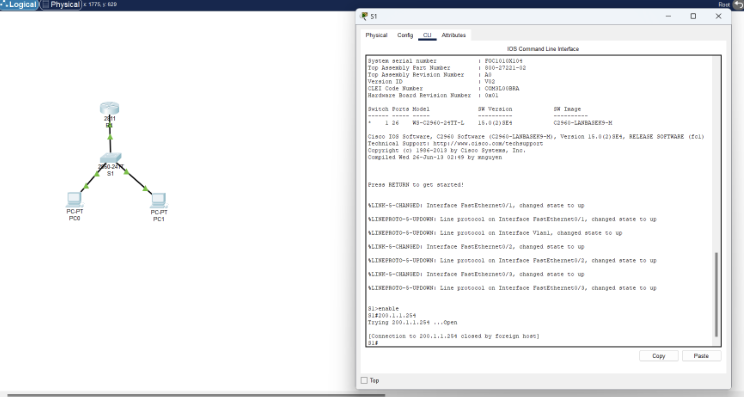 Logical
Physical
x 1775, y 629
Root
2811
R1
2960-24TT
S1
PC-PT
PC0
PC-PT
PC1
S1
Physical Config CLI Attributes
IOS Command Line Interface
System serial number : FOC1010X104
Top Assembly Part Number : 800-27221-02
Top Assembly Revision Number : A0
Version ID : V02
CLEI Code Number : COM3L00BRA
Hardware Board Revision Number : 0x01
Switch Ports Model SW Version SW Image
------ ----- ----- ---------- ----------
* 1 26 WS-C2960-24TT-L 15.0(2)SE4 C2960-LANBASEK9-M
Cisco IOS Software, C2960 Software (C2960-LANBASEK9-M), Version 15.0(2)SE4, RELEASE SOFTWARE (fc1)
Technical Support: http://www.cisco.com/techsupport
Copyright (c) 1986-2013 by Cisco Systems, Inc.
Compiled Wed 26-Jun-13 02:49 by mnguyen
Press RETURN to get started!
%LINK-5-CHANGED: Interface FastEthernet0/1, changed state to up
%LINEPROTO-5-UPDOWN: Line protocol on Interface FastEthernet0/1, changed state to up
%LINEPROTO-5-UPDOWN: Line protocol on Interface Vlan1, changed state to up
%LINK-5-CHANGED: Interface FastEthernet0/2, changed state to up
%LINEPROTO-5-UPDOWN: Line protocol on Interface FastEthernet0/2, changed state to up
%LINK-5-CHANGED: Interface FastEthernet0/3, changed state to up
%LINEPROTO-5-UPDOWN: Line protocol on Interface FastEthernet0/3, changed state to up
S1>enable
S1#200.1.1.254
Trying 200.1.1.254 ...Open
[Connection to 200.1.1.254 closed by foreign host]
S1#
Copy Paste
Top